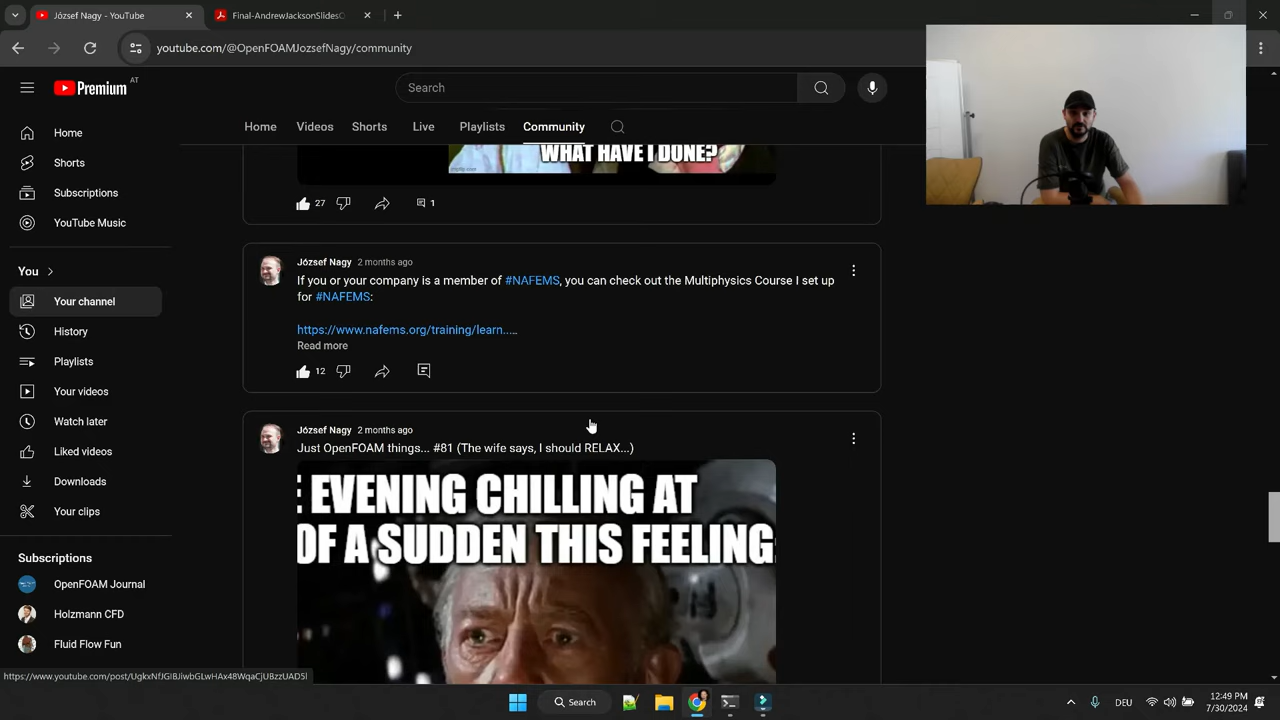 József Nagy - YouTube
Final-AndrewJacksonSlides
youtube.com/@OpenFOAMJozsefNagy/community
Premium AT
Search
Home
Videos
Shorts
Live
Playlists
Community
Home
Shorts
Subscriptions
YouTube Music
You
Your channel
History
Playlists
Your videos
Watch later
Liked videos
Downloads
Your clips
Subscriptions
OpenFOAM Journal
Holzmann CFD
Fluid Flow Fun
WHAT HAVE I DONE?
imgflip.com
27
1
József Nagy 2 months ago
If you or your company is a member of #NAFEMS, you can check out the Multiphysics Course I set up
for #NAFEMS:
https://www.nafems.org/training/learn......
Read more
12
József Nagy 2 months ago
Just OpenFOAM things... #81 (The wife says, I should RELAX...)
EVENING CHILLING AT
OF A SUDDEN THIS FEELING
Search
DEU
12:49 PM
7/30/2024